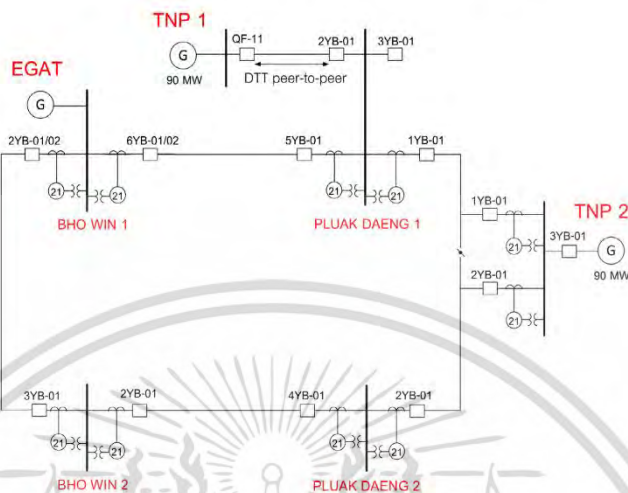 TNP 1
QF-11
2YB-01
3YB-01
G
90 MW
DTT peer-to-peer
EGAT
G
2YB-01/02
6YB-01/02
5YB-01
1YB-01
21
21
21
21
BHO WIN 1
PLUAK DAENG 1
1YB-01
TNP 2
21
3YB-01
G
90 MW
2YB-01
21
3YB-01
2YB-01
4YB-01
2YB-01
21
21
21
21
BHO WIN 2
PLUAK DAENG 2